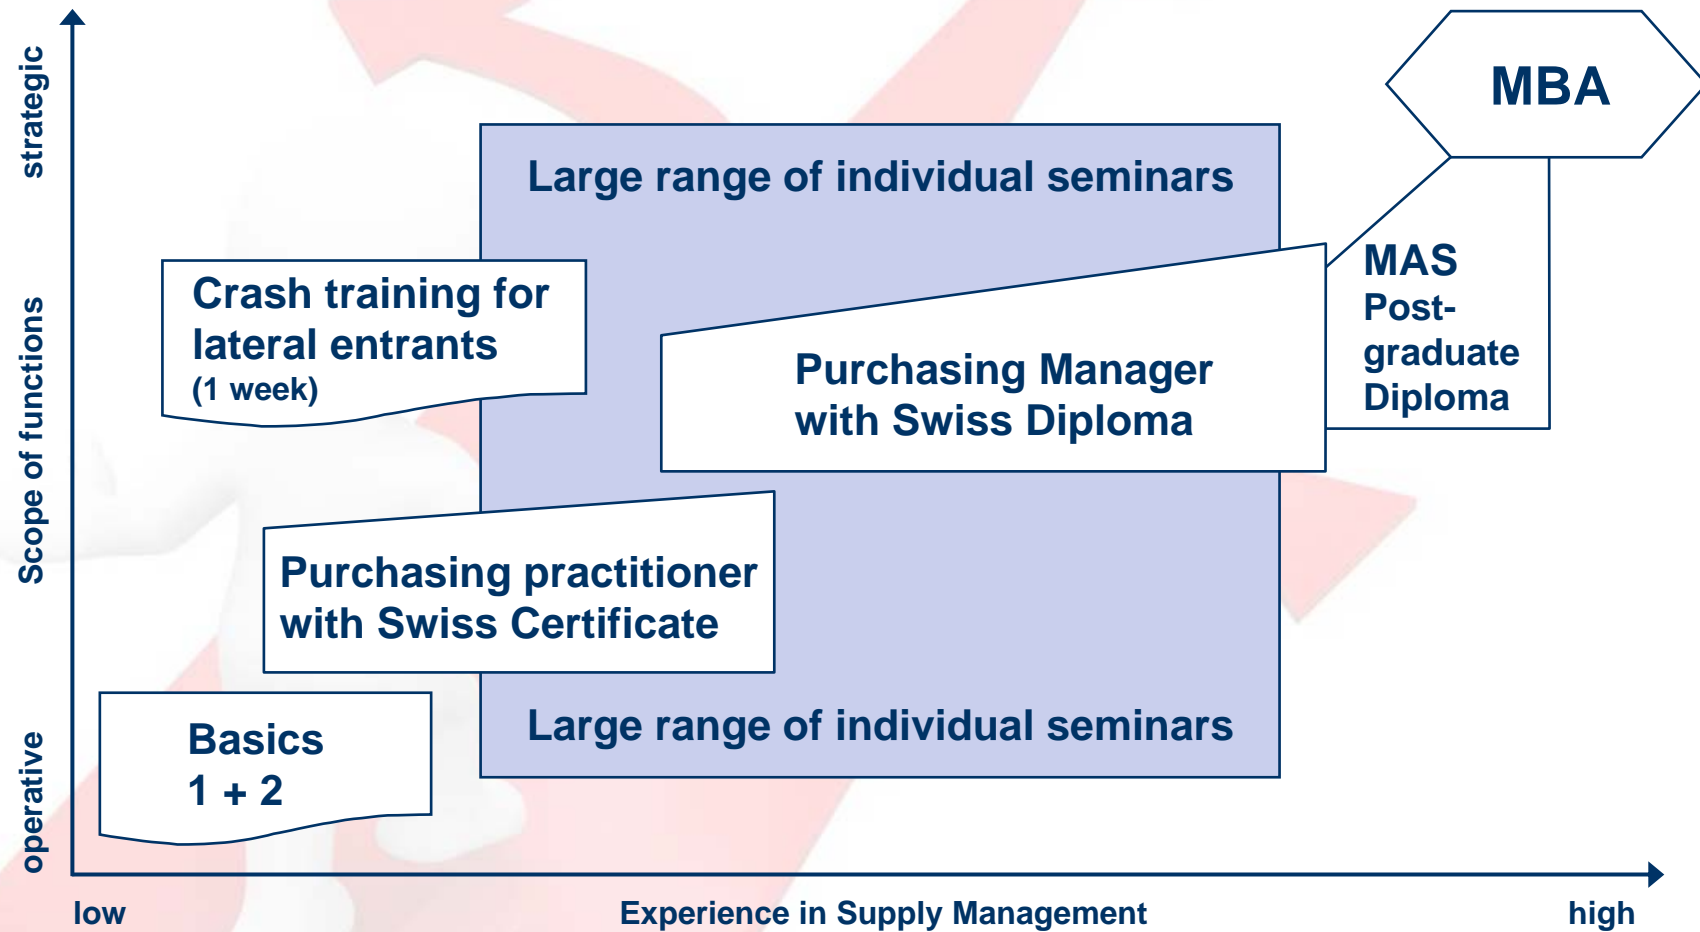 strategic
Scope of functions
operative
MBA
Large range of individual seminars
MAS
Post-
graduate
Diploma
Crash training for
lateral entrants
(1 week)
Purchasing Manager
with Swiss Diploma
Purchasing practitioner
with Swiss Certificate
Large range of individual seminars
Basics
1 + 2
low
Experience in Supply Management
high